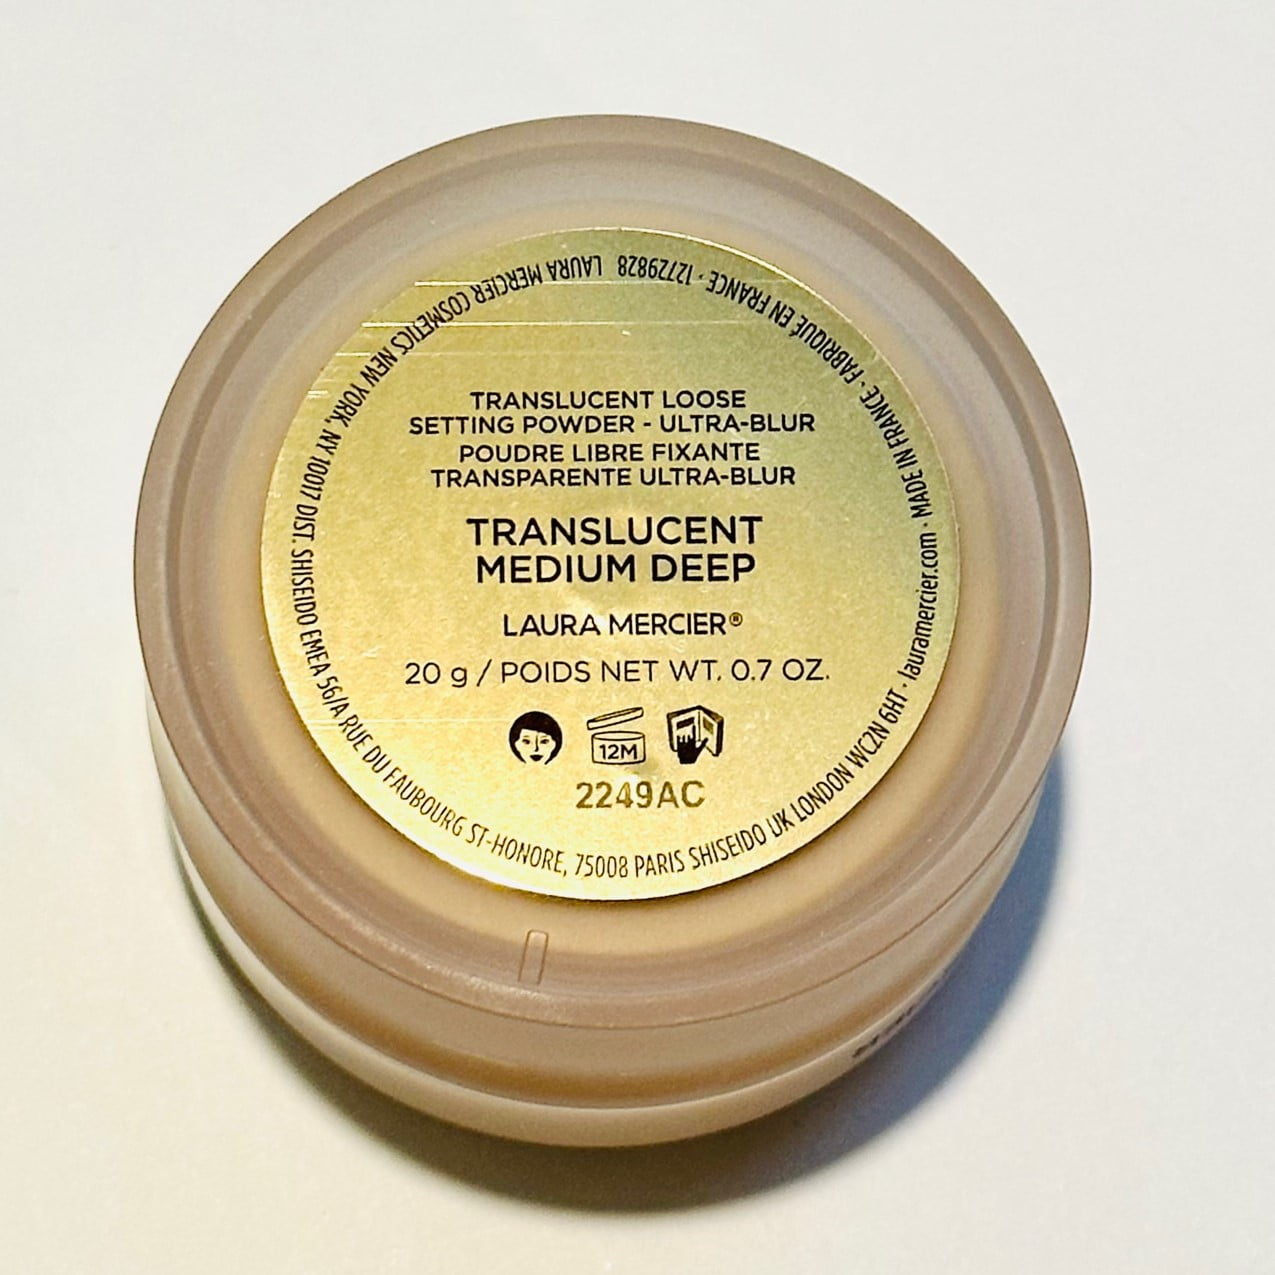 TRANSLUCENT LOOSE
SETTING POWDER - ULTRA-BLUR
POUDRE LIBRE FIXANTE
TRANSPARENTE ULTRA-BLUR
TRANSLUCENT
MEDIUM DEEP
LAURA MERCIER®
20 g / POIDS NET WT. 0.7 OZ.
12M
2249AC
LAURA MERCIER COSMETICS NEW YORK, NY 10017 DIST. SHISEIDO EMEA 56/A RUE DU FAUBOURG ST-HONORE, 75008 PARIS SHISEIDO UK LONDON WC2N 6HT · lauramercier.com · MADE IN FRANCE · FABRIQUÉ EN FRANCE · 12729828